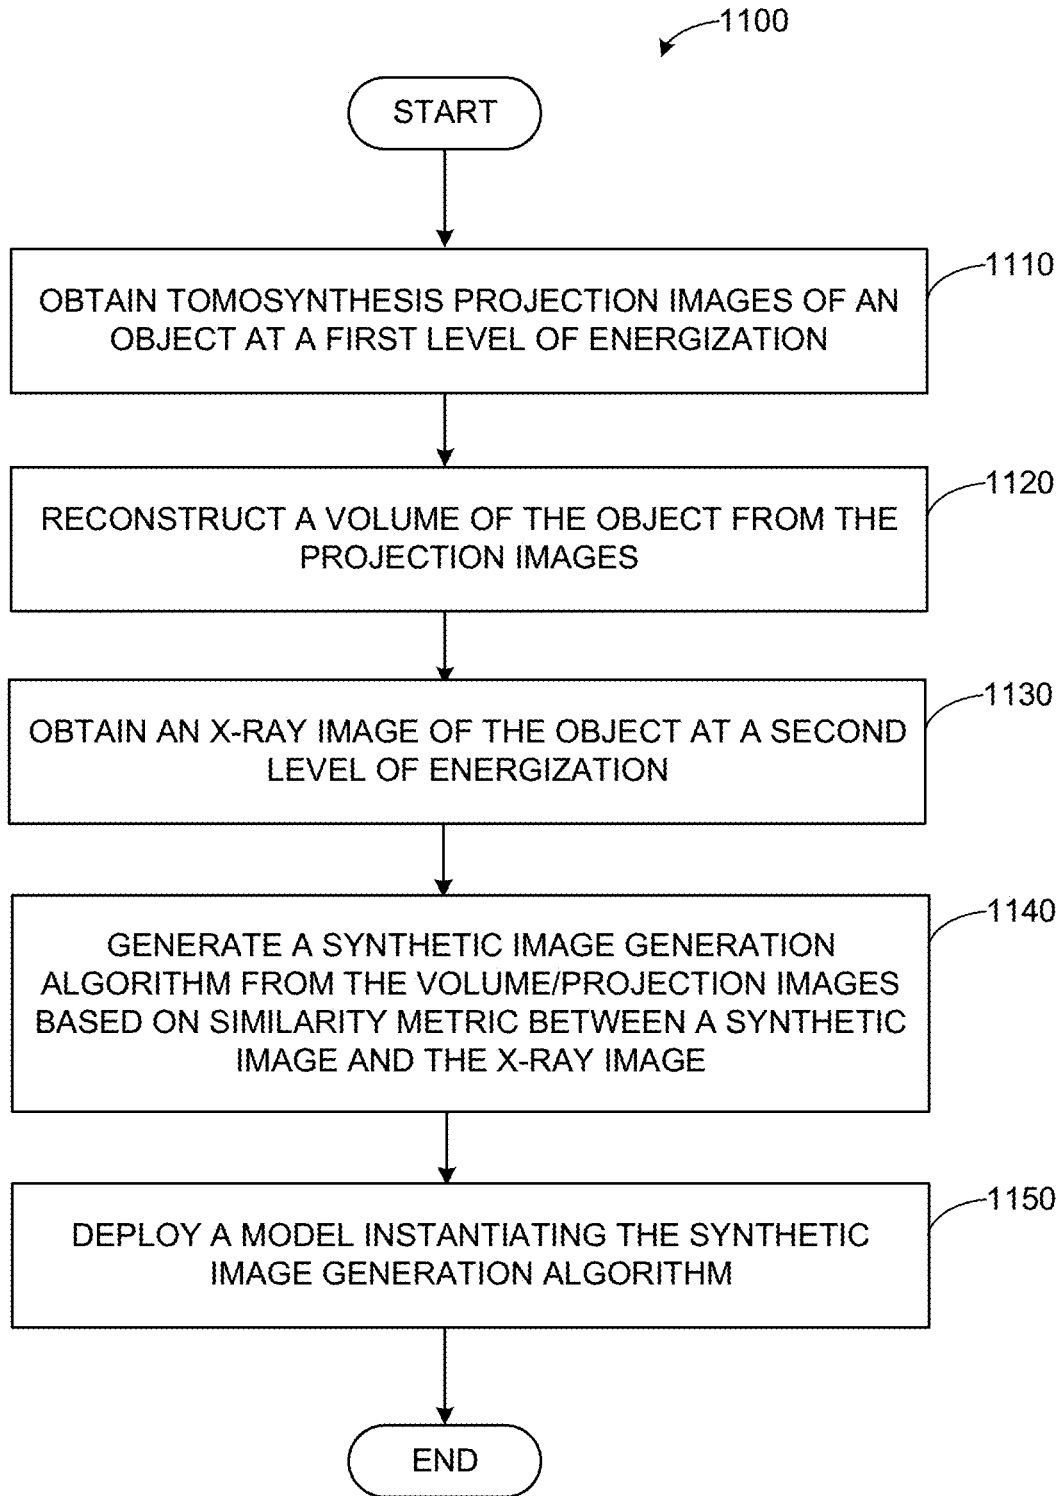 1100
START
1110
OBTAIN TOMOSYNTHESIS PROJECTION IMAGES OF AN
OBJECT AT A FIRST LEVEL OF ENERGIZATION
1120
RECONSTRUCT A VOLUME OF THE OBJECT FROM THE
PROJECTION IMAGES
1130
OBTAIN AN X-RAY IMAGE OF THE OBJECT AT A SECOND
LEVEL OF ENERGIZATION
1140
GENERATE A SYNTHETIC IMAGE GENERATION
ALGORITHM FROM THE VOLUME/PROJECTION IMAGES
BASED ON SIMILARITY METRIC BETWEEN A SYNTHETIC
IMAGE AND THE X-RAY IMAGE
1150
DEPLOY A MODEL INSTANTIATING THE SYNTHETIC
IMAGE GENERATION ALGORITHM
END